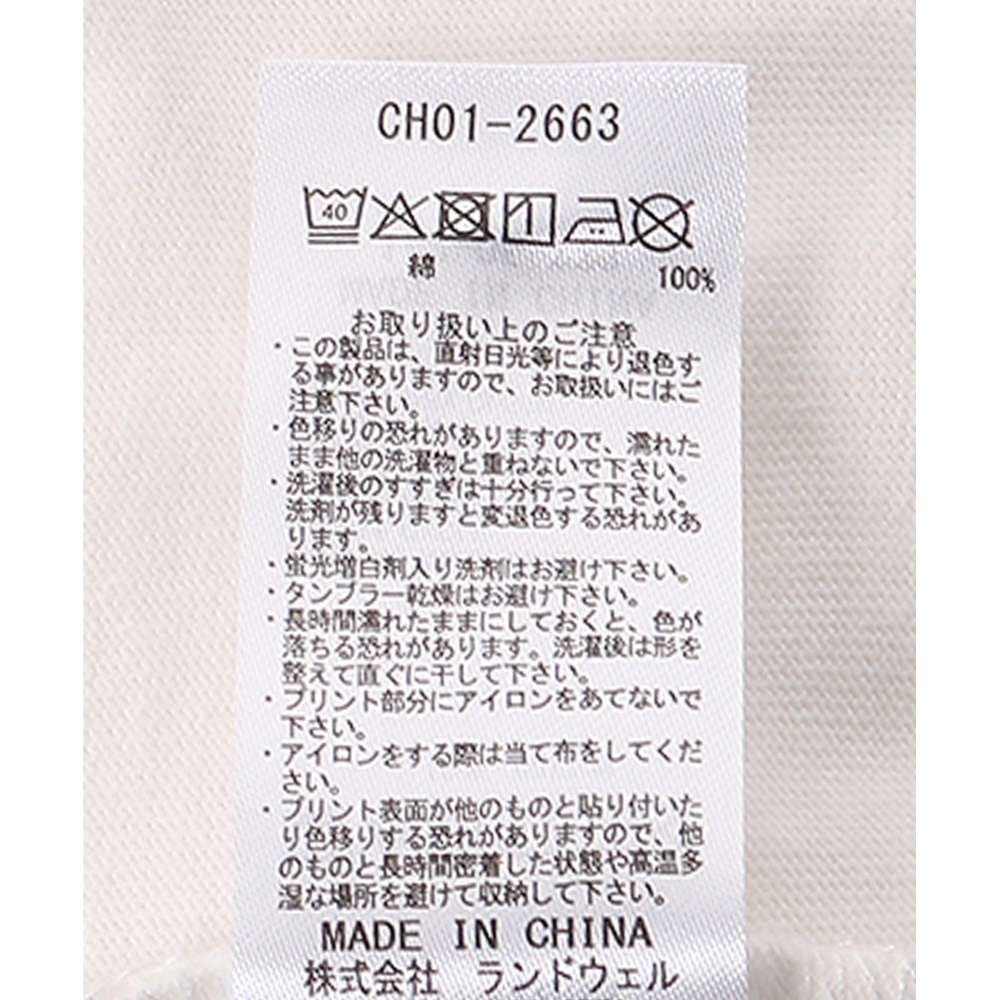 CH01-2663
40
綿 100%
お取り扱い上のご注意
・この製品は、直射日光等により退色す
る事がありますので、お取扱いにはご
注意下さい。
・色移りの恐れがありますので、濡れた
まま他の洗濯物と重ねないで下さい。
・洗濯後のすすぎは十分行って下さい。
洗剤が残りますと変退色する恐れがあ
ります。
・蛍光増白剤入り洗剤はお避け下さい。
・タンブラー乾燥はお避け下さい。
・長時間濡れたままにしておくと、色が
落ちる恐れがあります。洗濯後は形を
整えて直ぐに干して下さい。
・プリント部分にアイロンをあてないで
下さい。
・アイロンをする際は当て布をしてくだ
さい。
・プリント表面が他のものと貼り付いた
り色移りする恐れがありますので、他
のものと長時間密着した状態や高温多
湿な場所を避けて収納して下さい。
MADE IN CHINA
株式会社 ランドウェル